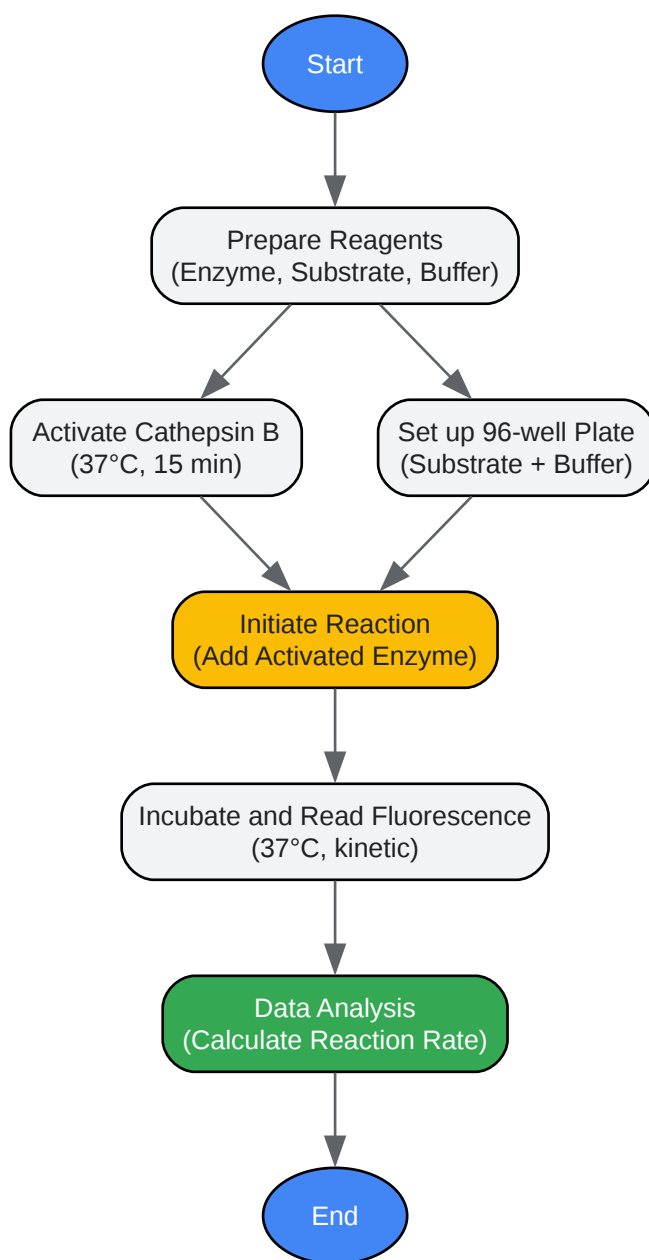 Start
Prepare Reagents
(Enzyme, Substrate, Buffer)
Activate Cathepsin B
(37°C, 15 min)
Set up 96-well Plate
(Substrate + Buffer)
Initiate Reaction
(Add Activated Enzyme)
Incubate and Read Fluorescence
(37°C, kinetic)
Data Analysis
(Calculate Reaction Rate)
End